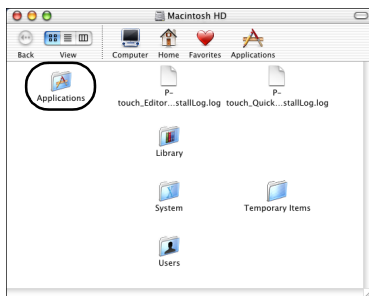 Macintosh HD
Back View Computer Home Favorites Applications
Applications
P-
touch_Editor...stallLog.log
P-
touch_Quick...stallLog.log
Library
System
Temporary Items
Users